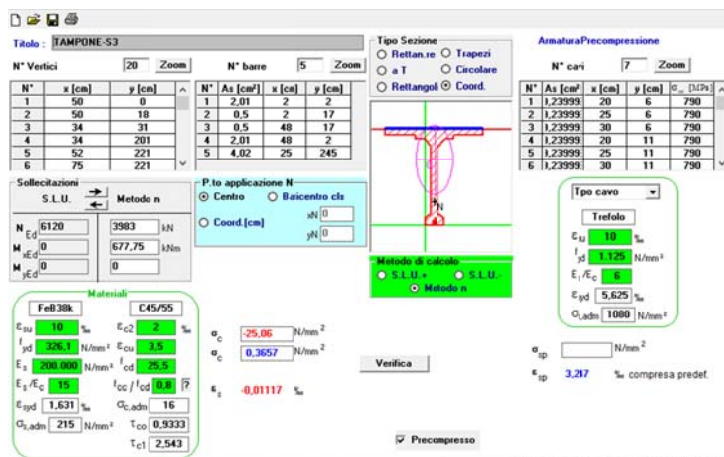 Titolo : TAMPONE-S3
N° Vertici 20 Zoom
N° barre 5 Zoom
N° x [cm] y [cm]
1 50 0
2 50 18
3 34 31
4 34 201
5 52 221
6 75 221
N° As [cm²] x [cm] y [cm]
1 2,01 2 2
2 0,5 2 17
3 0,5 48 17
4 2,01 48 2
5 4,02 25 245
Tipo Sezione
Rettan.re Trapezi
a T Circolare
Rettangol Coord.
N
ArmaturaPrecompressione
N° cavi 7 Zoom
N° As [cm²] x [cm] y [cm] [MPa]
1 1,23999 20 6 790
2 1,23999 25 6 790
3 1,23999 30 6 790
4 1,23999 20 11 790
5 1,23999 25 11 790
6 1,23999 30 11 790
Sollecitazioni
S.L.U. Metodo n
N Ed 6120 3983 kN
M xEd 0 677,75 kNm
M yEd 0 0
P.to applicazione N
Centro Baricentro cls
Coord.[cm] xN 0
yN 0
Metodo di calcolo
S.L.U.+ S.L.U.-
Metodo n
Tpo cavo
Trefolo
ε su 10 ‰
f yd 1.125 N/mm²
E s /E c 6
ε syd 5,625 ‰
σ s,adm 1080 N/mm²
Materiali
FeB38k C45/55
ε su 10 ‰ ε c2 2 ‰
f yd 326,1 N/mm² ε cu 3,5 ‰
E s 200.000 N/mm² f cd 25,5
E s /E c 15 f cc / f cd 0,8 ?
ε syd 1,631 ‰ σ c,adm 16
σ s,adm 215 N/mm² τ co 0,9333
τ c1 2,543
σ c -25,06 N/mm²
σ c 0,3657 N/mm²
ε s -0,01117 ‰
Verifica
σ sp N/mm²
ε sp 3,217 ‰ compresa predef.
Precompresso